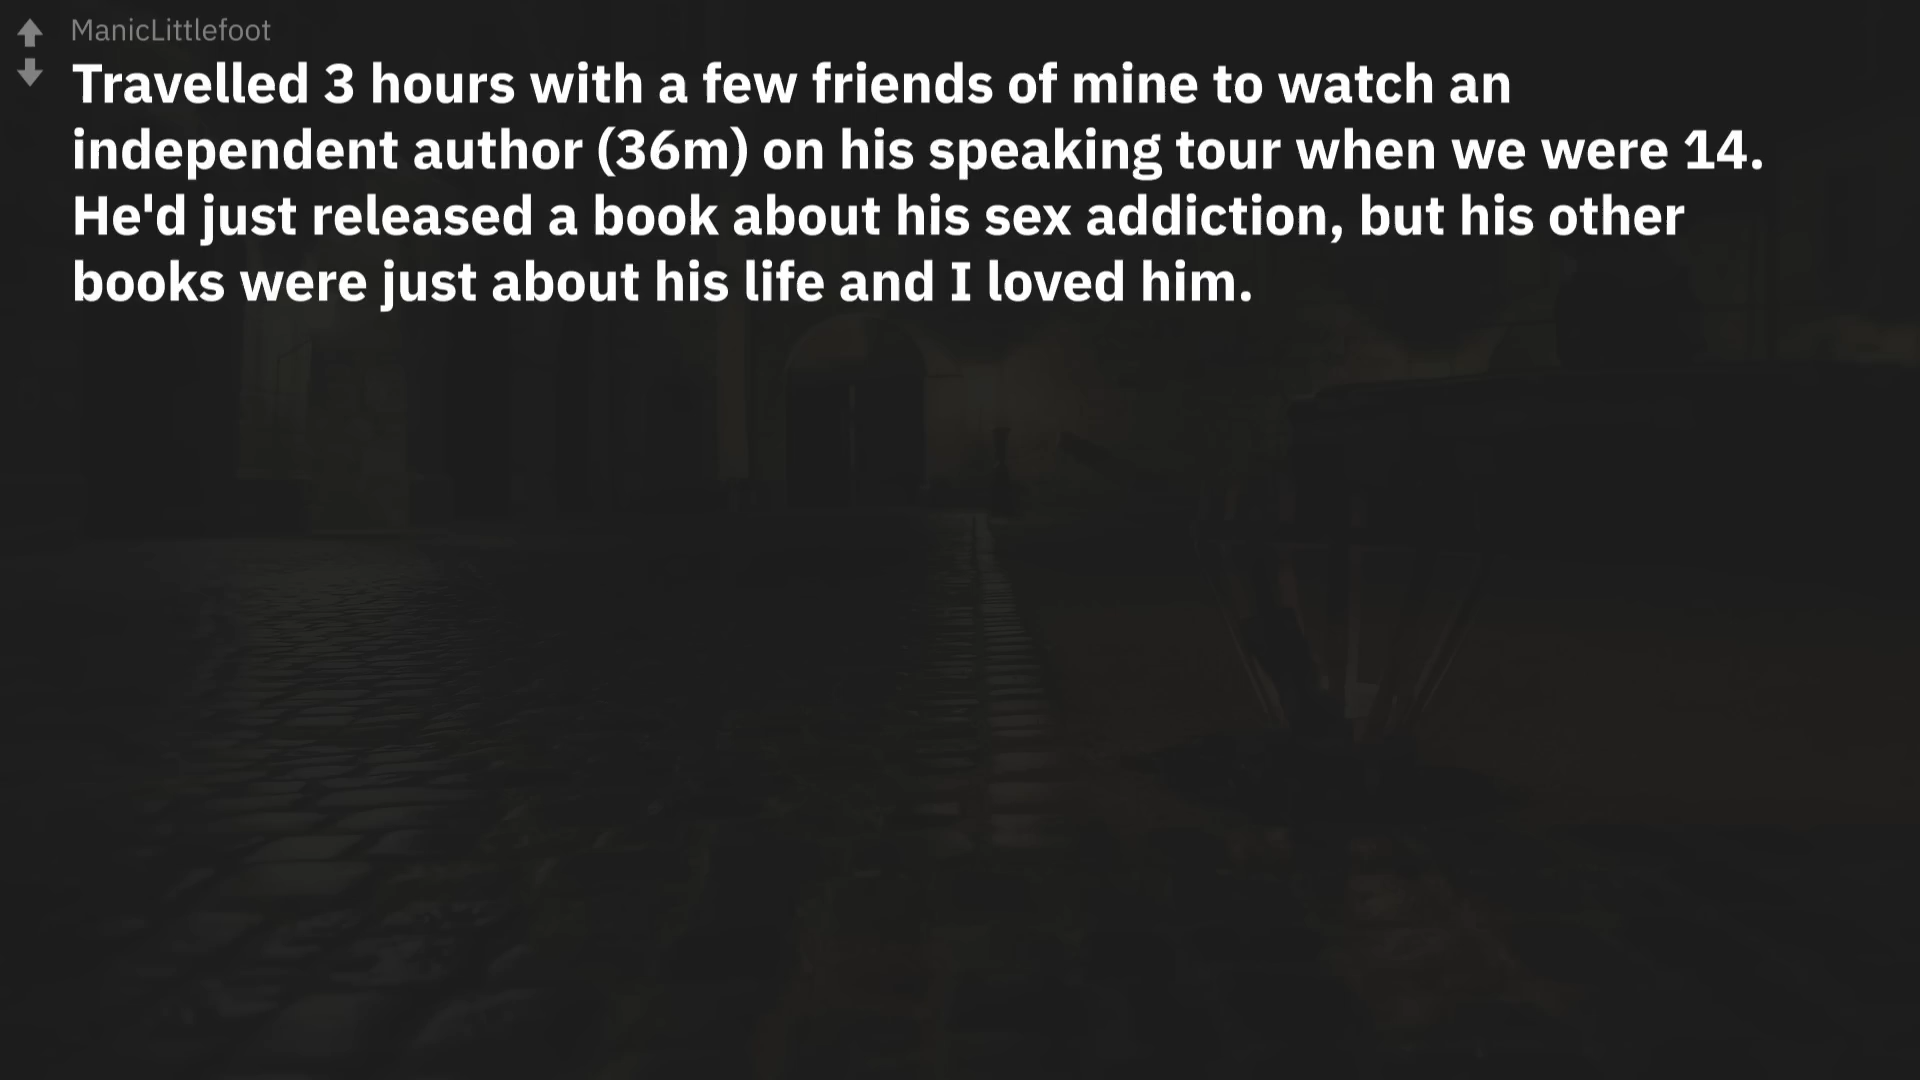 ManicLittlefoot
Travelled 3 hours with a few friends of mine to watch an
independent author (36m) on his speaking tour when we were 14.
He'd just released a book about his sex addiction, but his other
books were just about his life and I loved him.